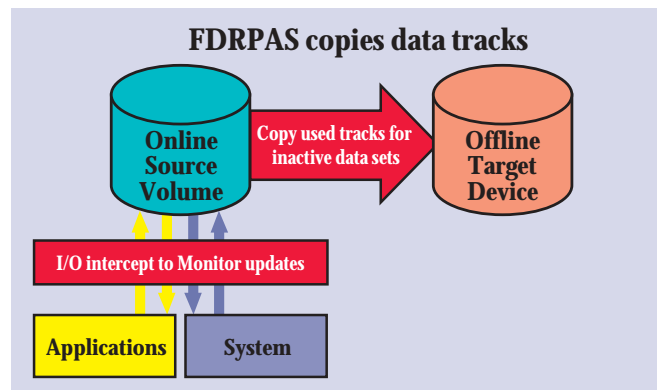 FDRPAS copies data tracks
Online
Source
Volume
Copy used tracks for
inactive data sets
Offline
Target
Device
I/O intercept to Monitor updates
Applications
System